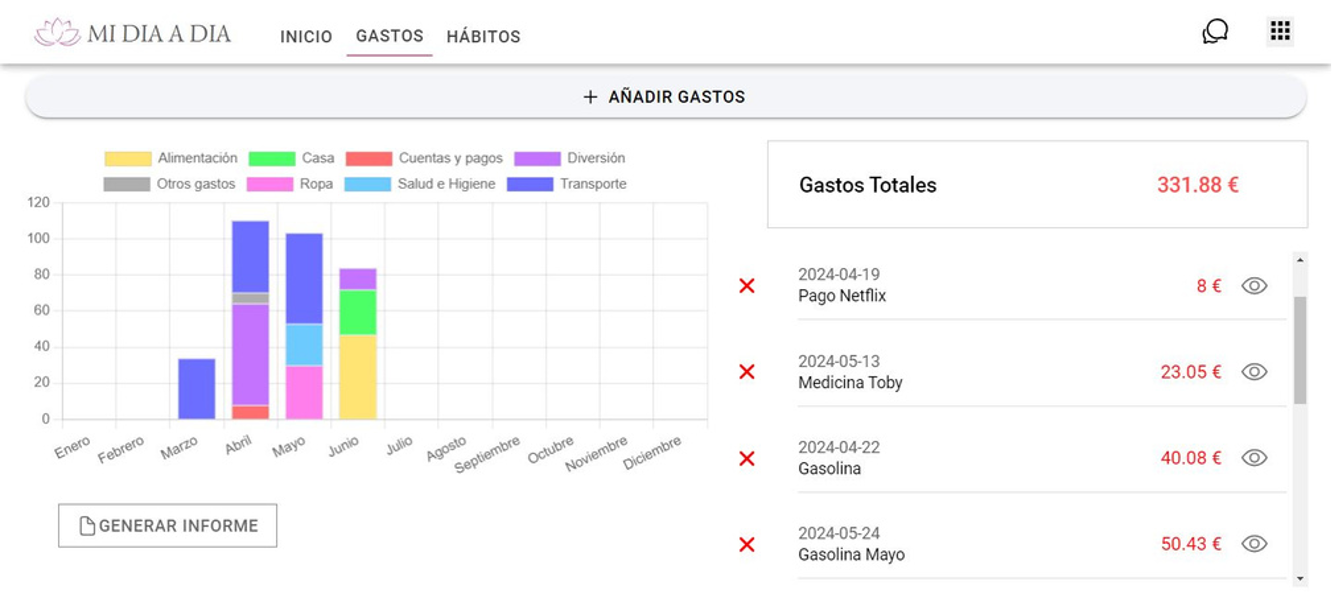 MI DIA A DIA
INICIO GASTOS HÁBITOS
+ AÑADIR GASTOS
Alimentación Casa Cuentas y pagos Diversión
Otros gastos Ropa Salud e Higiene Transporte
120
100
80
60
40
20
0
Enero Febrero Marzo Abril Mayo Junio Julio Agosto Septiembre Octubre Noviembre Diciembre
GENERAR INFORME
Gastos Totales 331.88 €
2024-04-19
Pago Netflix 8 €
2024-05-13
Medicina Toby 23.05 €
2024-04-22
Gasolina 40.08 €
2024-05-24
Gasolina Mayo 50.43 €